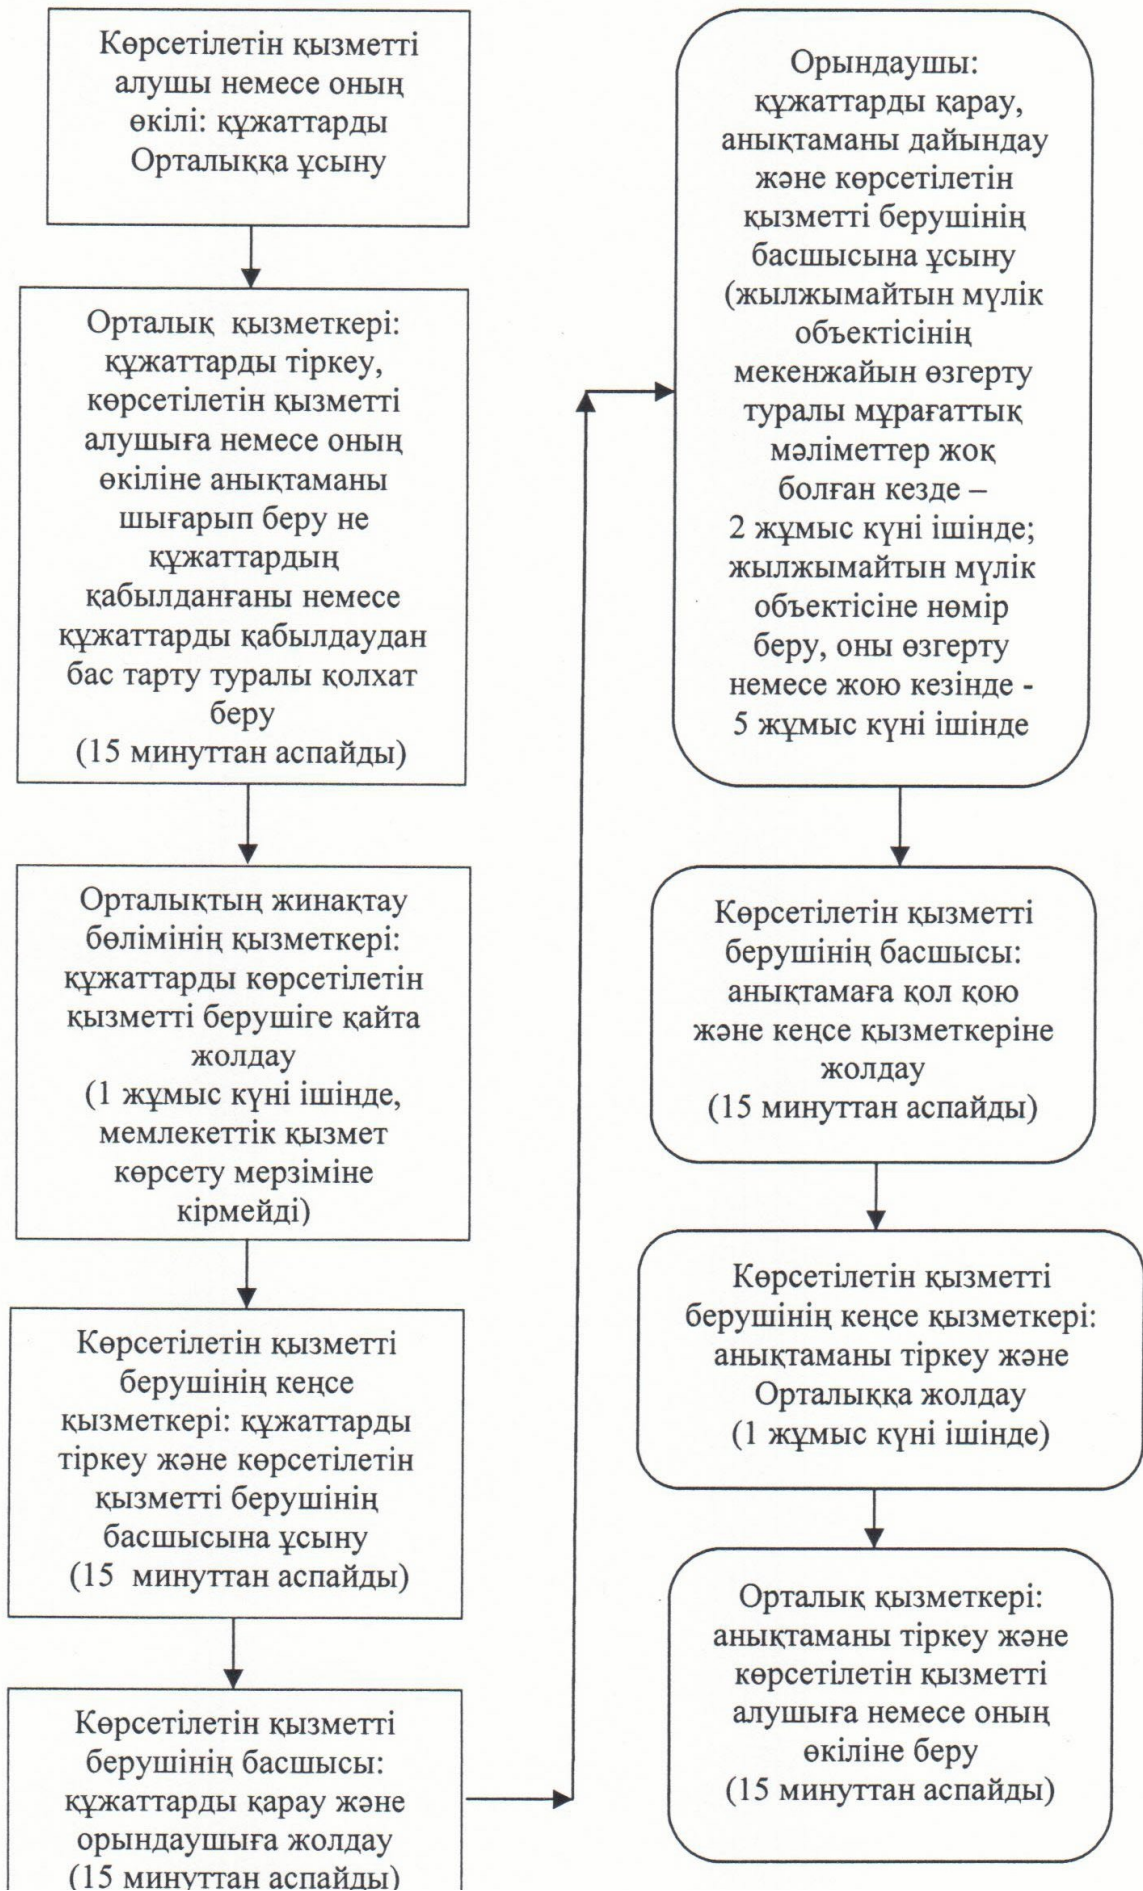 Көрсетілетін қызметті
алушы немесе оның
өкілі: құжаттарды
Орталыққа ұсыну
Орталық қызметкері:
құжаттарды тіркеу,
көрсетілетін қызметті
алушыға немесе оның
өкіліне анықтаманы
шығарып беру не
құжаттардың
қабылданғаны немесе
құжаттарды қабылдаудан
бас тарту туралы қолхат
беру
(15 минуттан аспайды)
Орталықтың жинақтау
бөлімінің қызметкері:
құжаттарды көрсетілетін
қызметті берушіге қайта
жолдау
(1 жұмыс күні ішінде,
мемлекеттік қызмет
көрсету мерзіміне
кірмейді)
Көрсетілетін қызметті
берушінің кеңсе
қызметкері: құжаттарды
тіркеу және көрсетілетін
қызметті берушінің
басшысына ұсыну
(15 минуттан аспайды)
Көрсетілетін қызметті
берушінің басшысы:
құжаттарды қарау және
орындаушыға жолдау
(15 минуттан аспайды)
Орындаушы:
құжаттарды қарау,
анықтаманы дайындау
және көрсетілетін
қызметті берушінің
басшысына ұсыну
(жылжымайтын мүлік
объектісінің
мекенжайын өзгерту
туралы мұрағаттық
мәліметтер жоқ
болған кезде –
2 жұмыс күні ішінде;
жылжымайтын мүлік
объектісіне нөмір
беру, оны өзгерту
немесе жою кезінде -
5 жұмыс күні ішінде
Көрсетілетін қызметті
берушінің басшысы:
анықтамаға қол қою
және кеңсе қызметкеріне
жолдау
(15 минуттан аспайды)
Көрсетілетін қызметті
берушінің кеңсе қызметкері:
анықтаманы тіркеу және
Орталыққа жолдау
(1 жұмыс күні ішінде)
Орталық қызметкері:
анықтаманы тіркеу және
көрсетілетін қызметті
алушыға немесе оның
өкіліне беру
(15 минуттан аспайды)